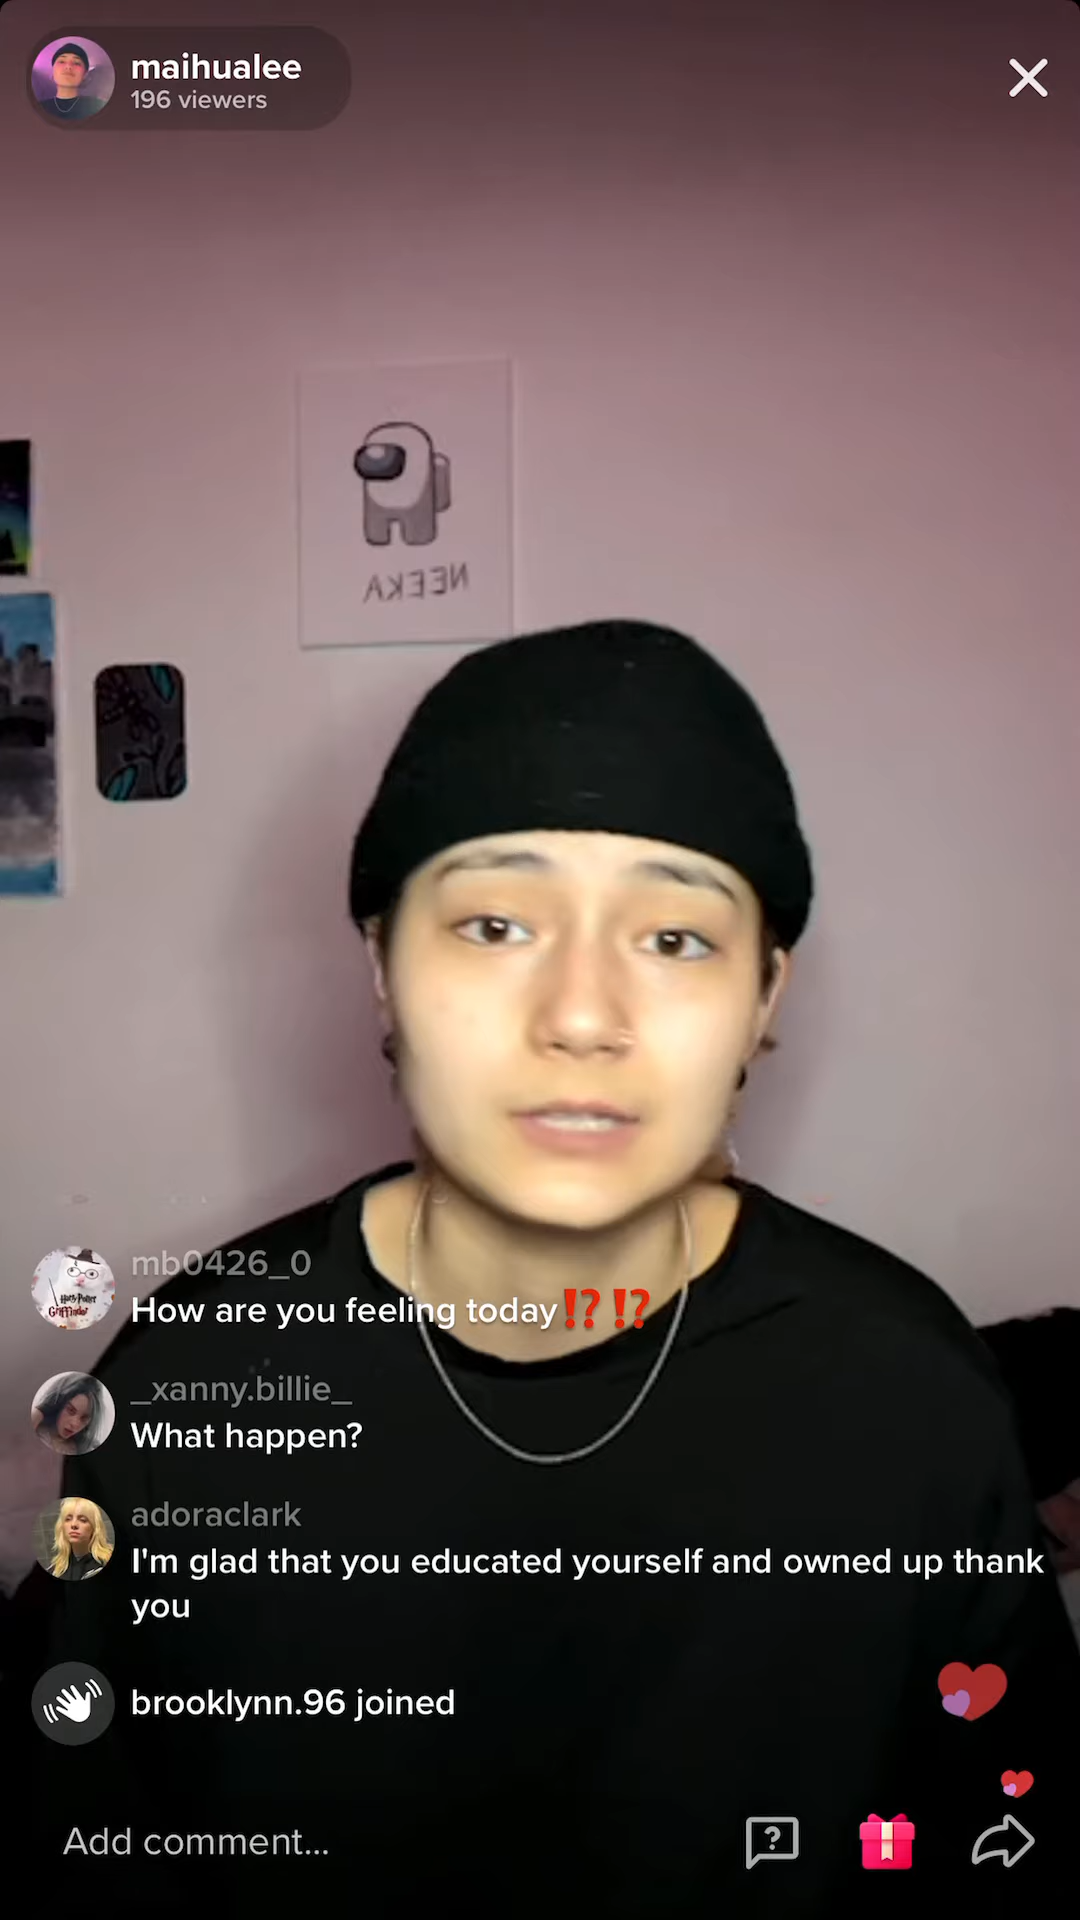 maihualee
196 viewers
NEEKA
mb0426_0
How are you feeling today⁉️⁉️
_xanny.billie_
What happen?
adoraclark
I'm glad that you educated yourself and owned up thank
you
brooklynn.96 joined
Add comment...